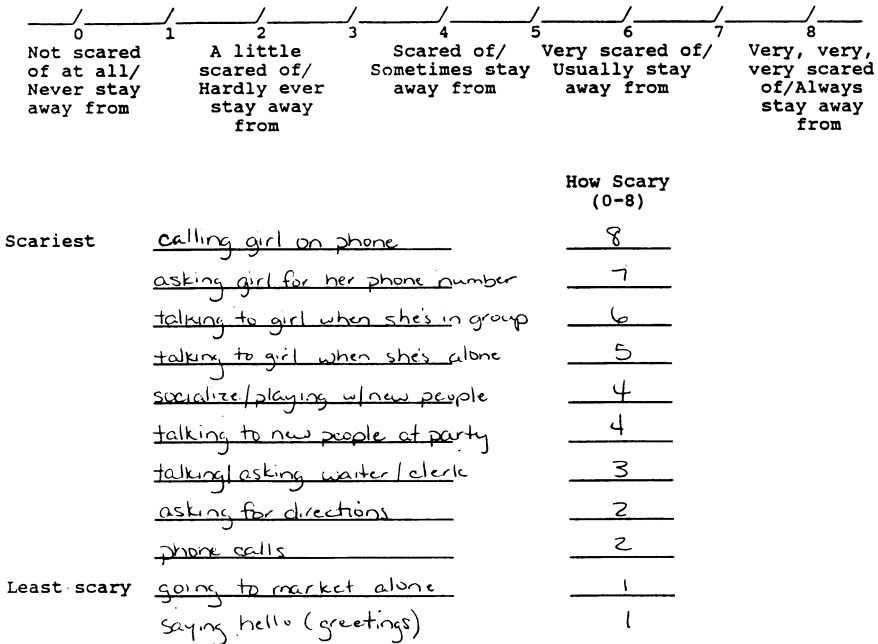 0 1 2 3 4 5 6 7 8
Not scared of at all/ Never stay away from
A little scared of/ Hardly ever stay away from
Scared of/ Sometimes stay away from
Very scared of/ Usually stay away from
Very, very, very scared of/Always stay away from
How Scary
(0-8)
Scariest calling girl on phone 8
asking girl for her phone number 7
talking to girl when she's in group 6
talking to girl when she's alone 5
socialize/playing w/new people 4
talking to new people at party 4
talking/asking waiter/clerk 3
asking for directions 2
phone calls 2
Least scary going to market alone 1
saying hello (greetings) 1